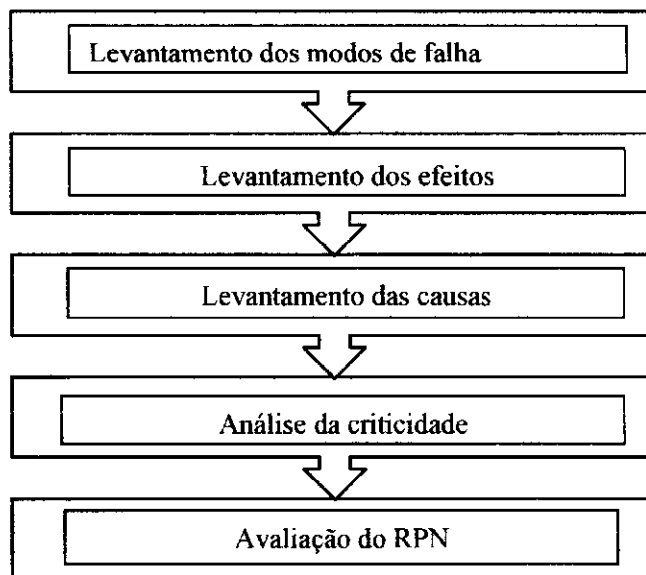 Levantamento dos modos de falha
Levantamento dos efeitos
Levantamento das causas
Análise da criticidade
Avaliação do RPN